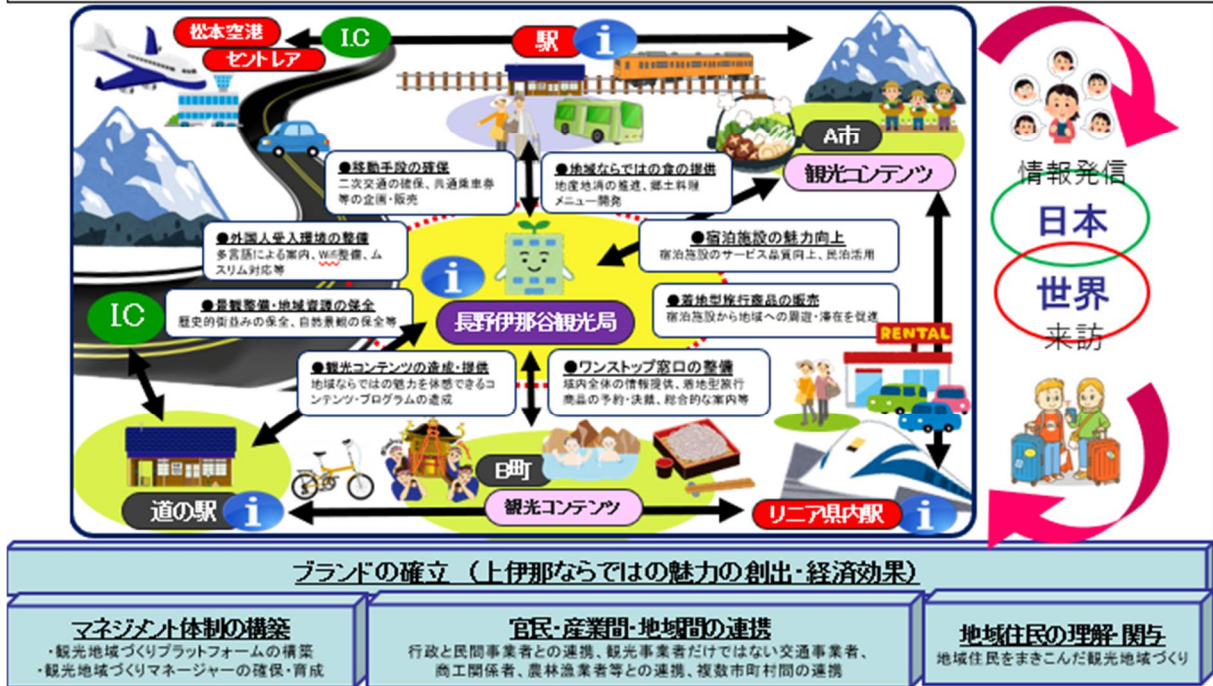 松本空港
セントレア
I.C
駅
i
A市
観光コンテンツ
●移動手段の確保
二次交通の確保、共通乗車券
等の企画・販売
●地域ならではの食の提供
地産地消の推進、郷土料理
メニュー開発
●外国人受入環境の整備
多言語による案内、Wifi整備、ム
スリム対応等
●宿泊施設の魅力向上
宿泊施設のサービス品質向上、民泊活用
i
長野伊那谷観光局
I.C
●景観整備・地域資源の保全
歴史的街並みの保全、自然景観の保全等
●着地型旅行商品の販売
宿泊施設から地域への周遊・滞在を促進
●観光コンテンツの造成・提供
地域ならではの魅力を体感できるコ
ンテンツ・プログラムの造成
●ワンストップ窓口の整備
域内全体の情報提供、着地型旅行
商品の予約・決裁、総合的な案内等
RENTAL
道の駅
i
B町
観光コンテンツ
リニア県内駅
i
情報発信
日本
世界
来訪
ブランドの確立 （上伊那ならではの魅力の創出・経済効果）
マネジメント体制の構築
・観光地域づくりプラットフォームの構築
・観光地域づくりマネージャーの確保・育成
官民・産業間・地域間の連携
行政と民間事業者との連携、観光事業者だけではない交通事業者、
商工関係者、農林漁業者等との連携、複数市町村間の連携
地域住民の理解・関与
地域住民をまきこんだ観光地域づくり